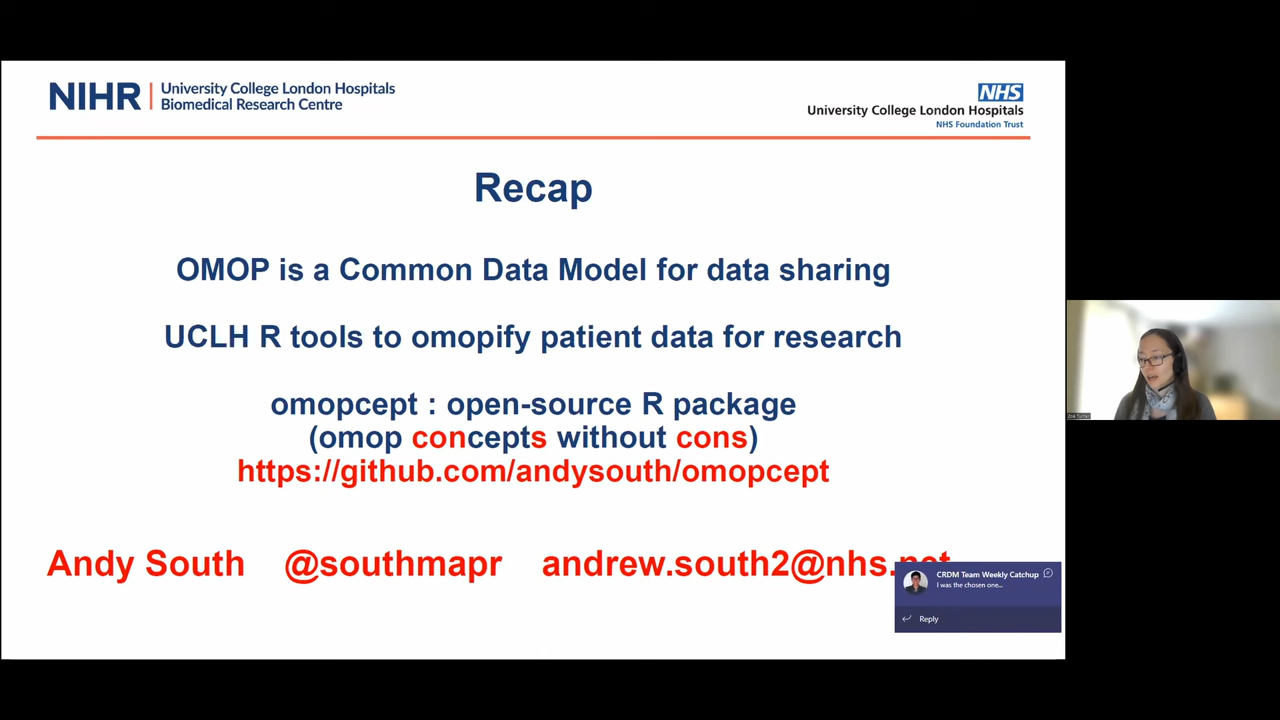 NIHR | University College London Hospitals
Biomedical Research Centre
NHS
University College London Hospitals
NHS Foundation Trust
Recap
OMOP is a Common Data Model for data sharing
UCLH R tools to omopify patient data for research
omopcept : open-source R package
(omop concepts without cons)
https://github.com/andysouth/omopcept
Andy South @southmapr andrew.south2@nhs.net
CRDM Team Weekly Catchup
I was the chosen one...
Reply